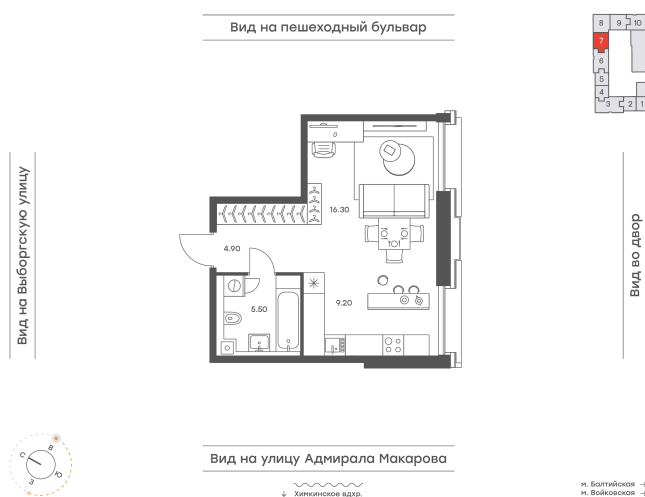 Вид на пешеходный бульвар
8 9 10
7
6
5
4
3 2 1
Вид на Выборгскую улицу
16.30
4.90
5.50
9.20
Вид во двор
Вид на улицу Адмирала Макарова
С В Ю З
Химкинское вдхр.
м. Балтийская
м. Войковская